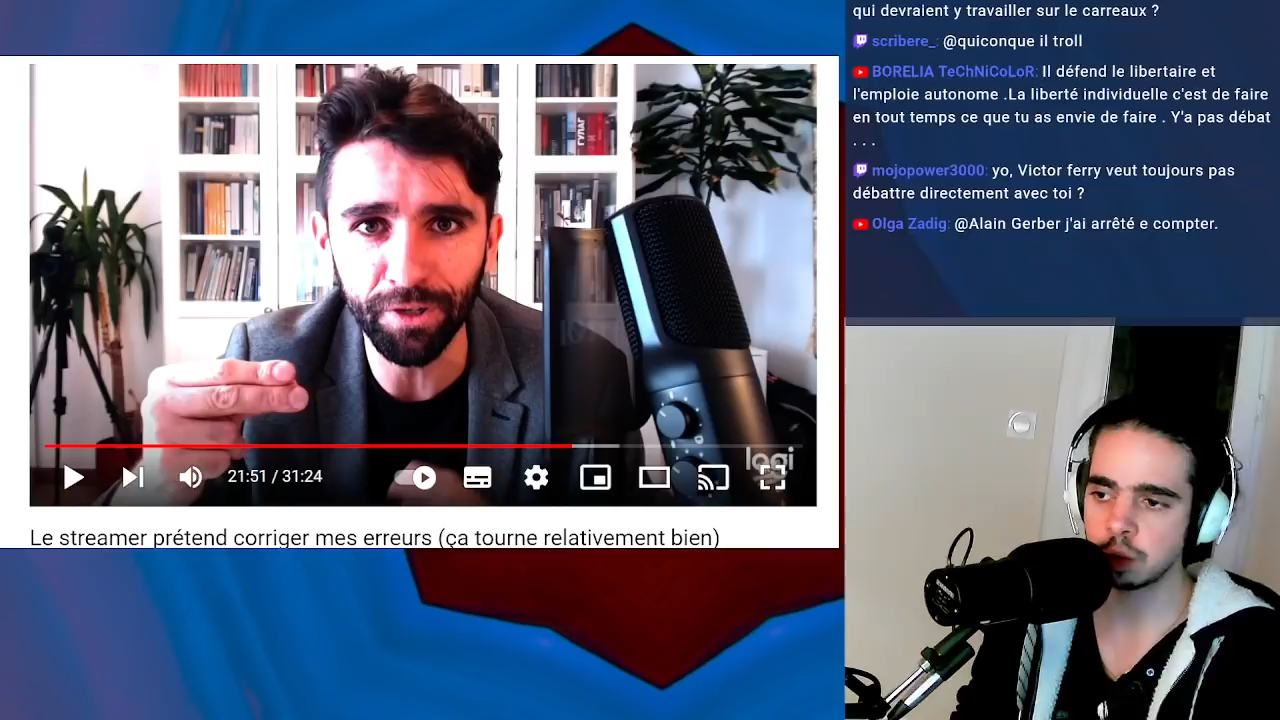 qui devraient y travailler sur le carreaux ?
scribere_: @quiconque il troll
BORELIA TeChNiCoLoR: Il défend le libertaire et
l'emploie autonome .La liberté individuelle c'est de faire
en tout temps ce que tu as envie de faire . Y'a pas débat
. . .
mojopower3000: yo, Victor ferry veut toujours pas
débattre directement avec toi ?
Olga Zadig: @Alain Gerber j'ai arrêté e compter.
ГУЛАГ
logi
21:51 / 31:24
Le streamer prétend corriger mes erreurs (ça tourne relativement bien)